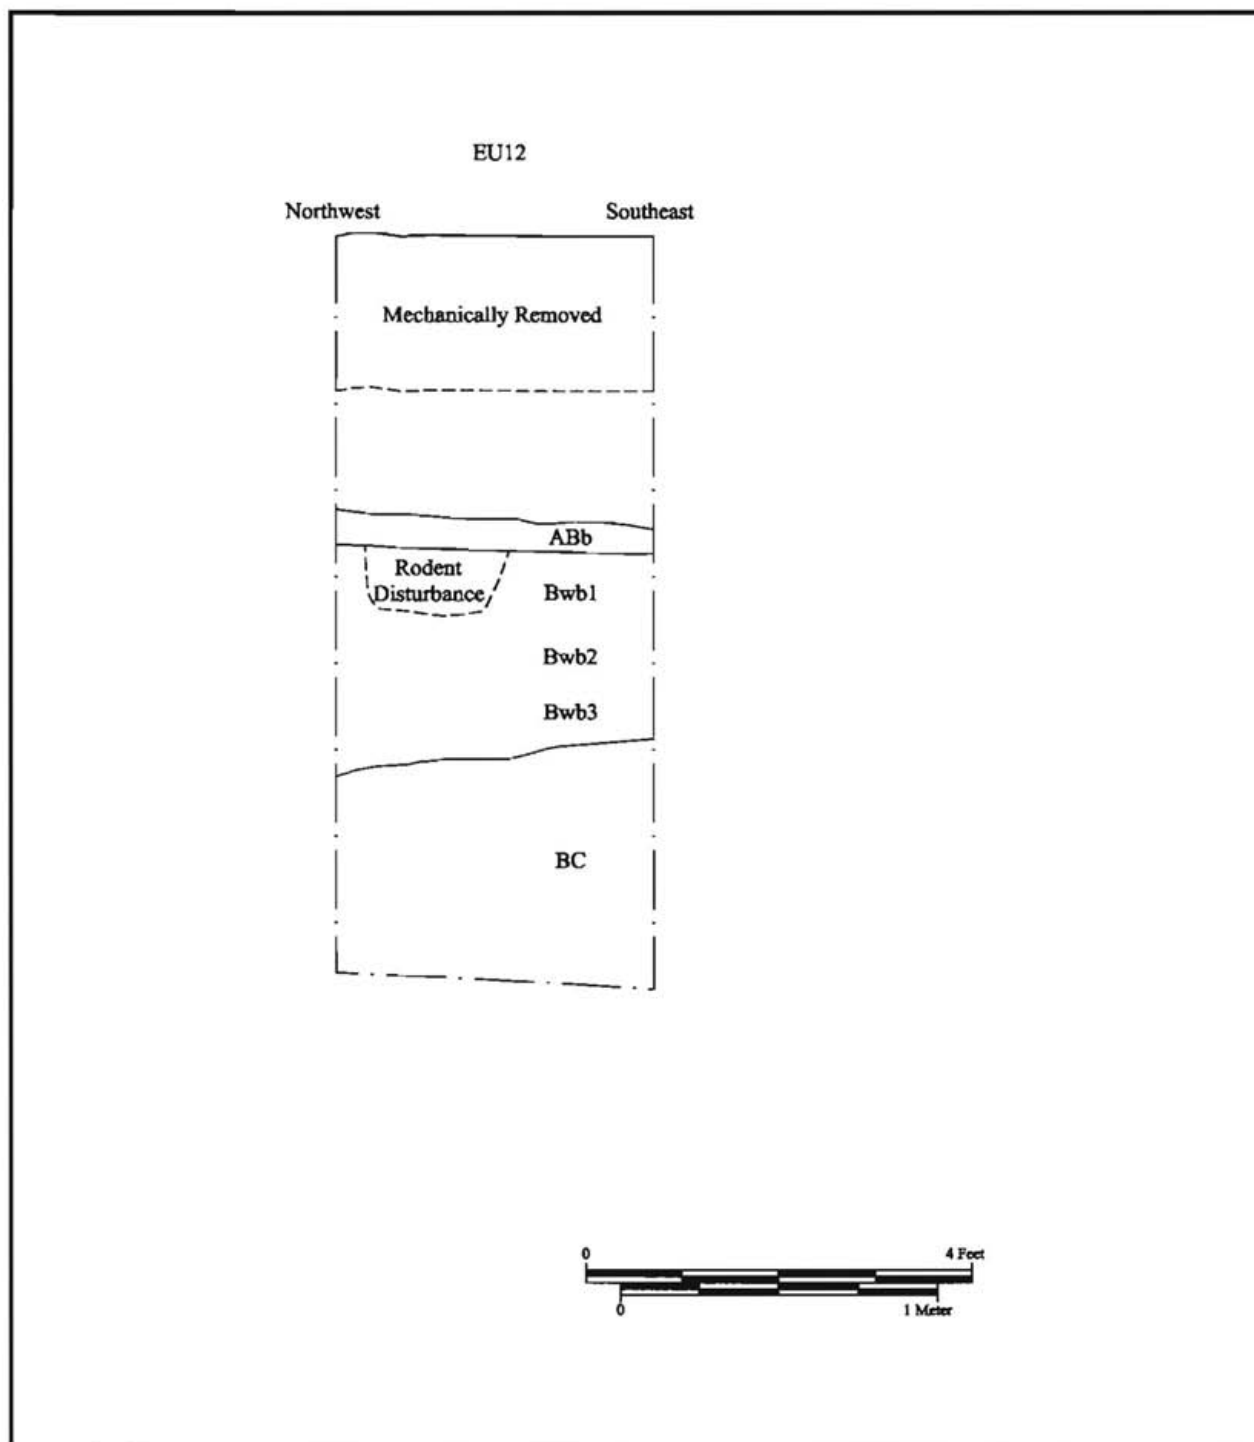 EU12
Northwest Southeast
Mechanically Removed
ABb
Rodent
Disturbance
Bwb1
Bwb2
Bwb3
BC
0 4 Feet
0 1 Meter